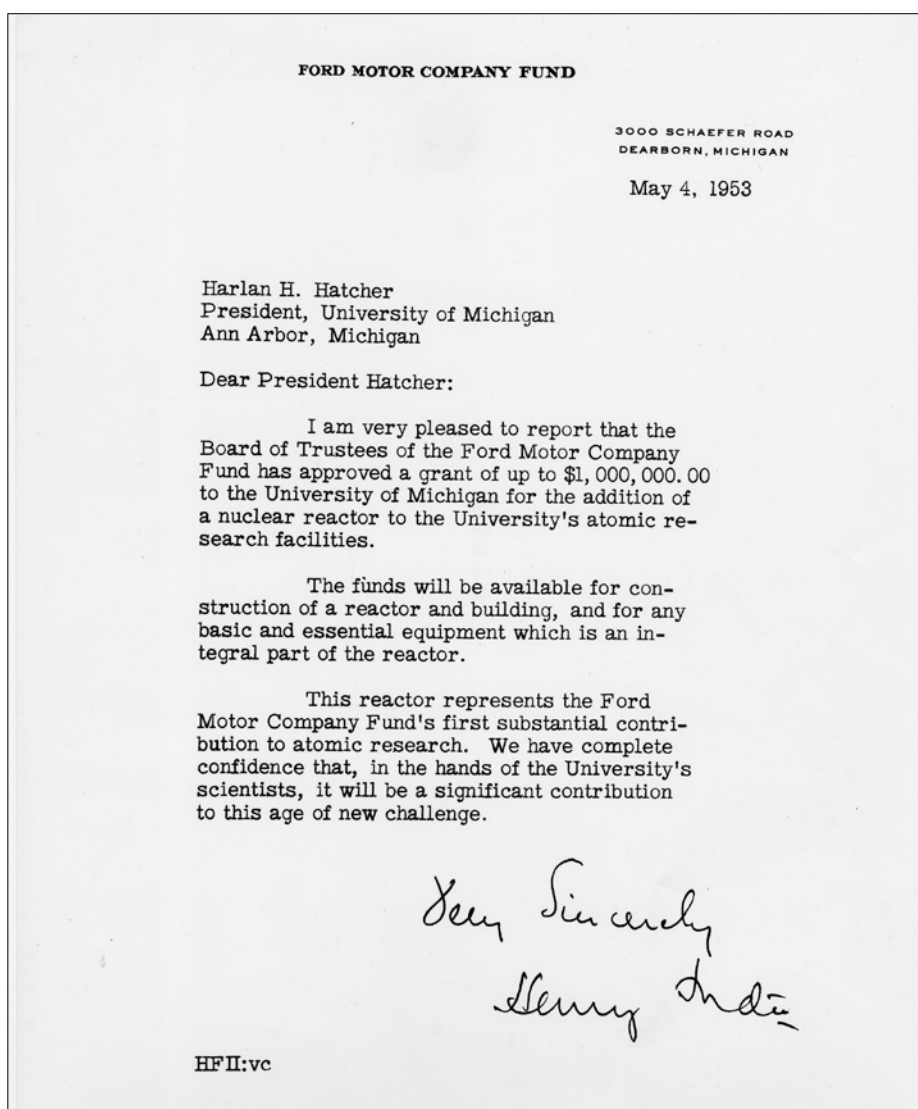 FORD MOTOR COMPANY FUND
3000 SCHAEFER ROAD
DEARBORN, MICHIGAN
May 4, 1953
Harlan H. Hatcher
President, University of Michigan
Ann Arbor, Michigan
Dear President Hatcher:
I am very pleased to report that the
Board of Trustees of the Ford Motor Company
Fund has approved a grant of up to $1,000,000.00
to the University of Michigan for the addition of
a nuclear reactor to the University's atomic re-
search facilities.
The funds will be available for con-
struction of a reactor and building, and for any
basic and essential equipment which is an in-
tegral part of the reactor.
This reactor represents the Ford
Motor Company Fund's first substantial contri-
bution to atomic research. We have complete
confidence that, in the hands of the University's
scientists, it will be a significant contribution
to this age of new challenge.
Very Sincerely
Henry Ford II
HFII:vc